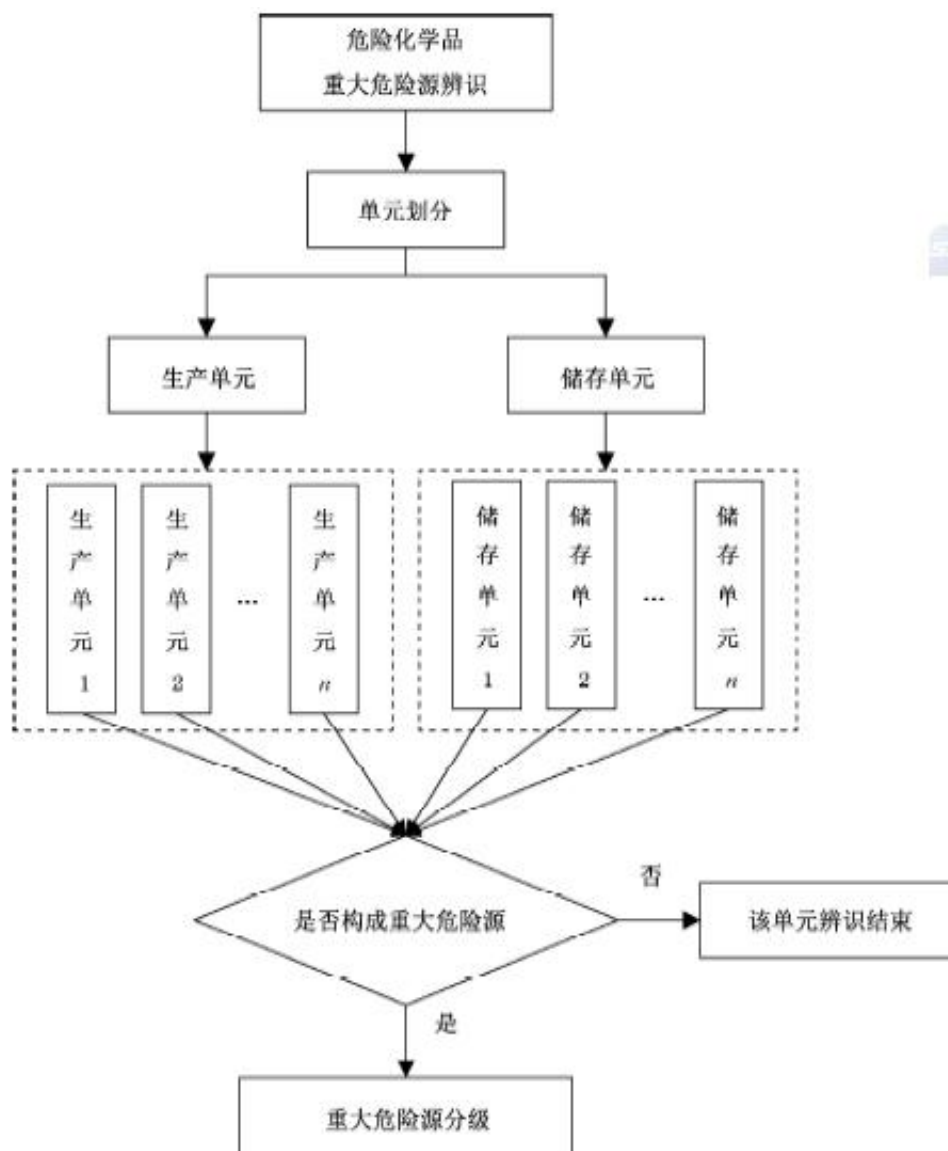 危险化学品
重大危险源辨识
单元划分
生产单元
储存单元
生产单元1
生产单元2
...
生产单元n
储存单元1
储存单元2
...
储存单元n
是否构成重大危险源
否
该单元辨识结束
是
重大危险源分级